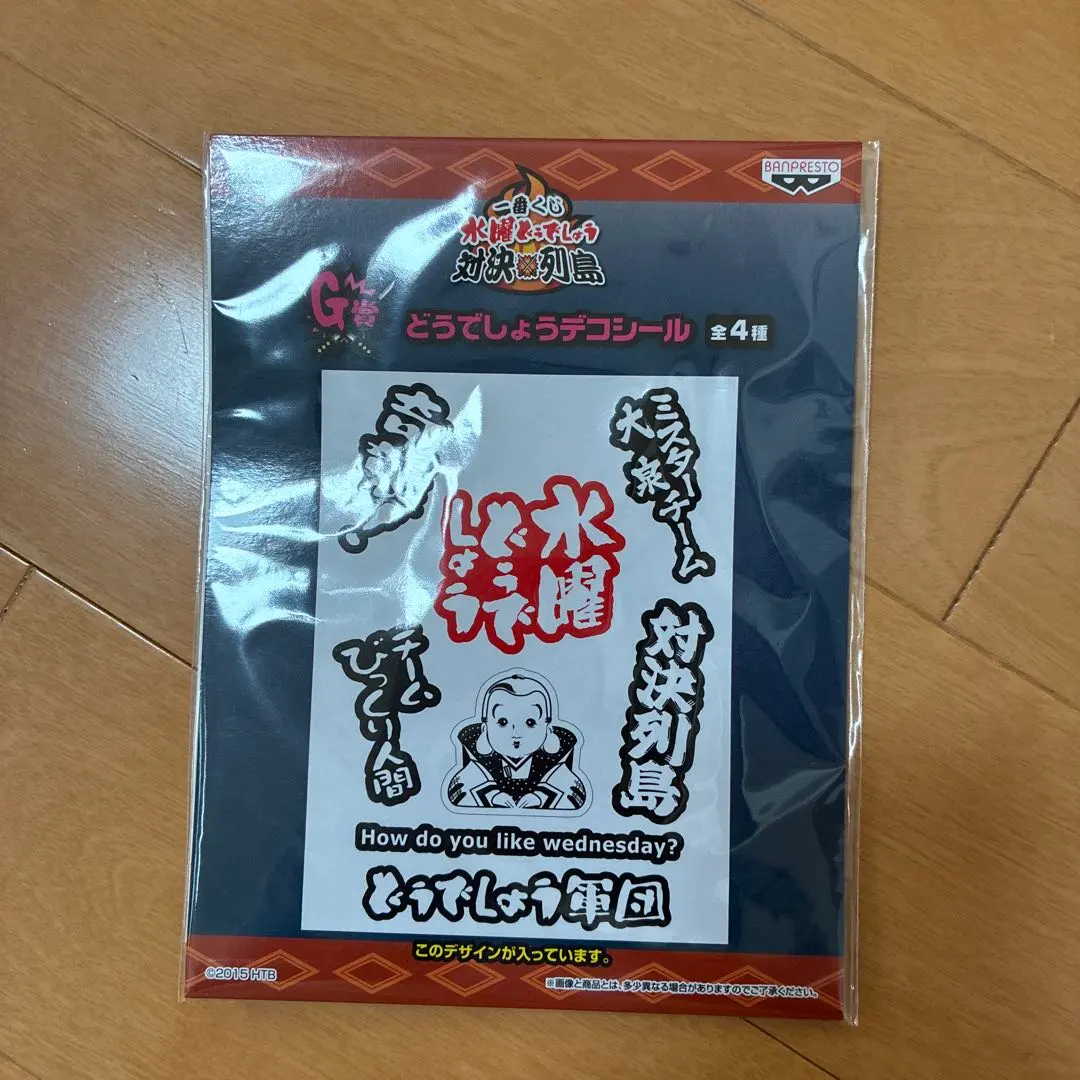 BANPRESTO
一番くじ
水曜どうでしょう
対決列島
G賞
どうでしょうデコシール 全4種
ミスターチーム
大泉
水曜
どうで
しょう
チーム
びっくり人間
対決列島
How do you like wednesday?
どうでしょう軍団
このデザインが入っています。
©2015 HTB
※画像と商品とは、多少異なる場合がありますのでご了承ください。